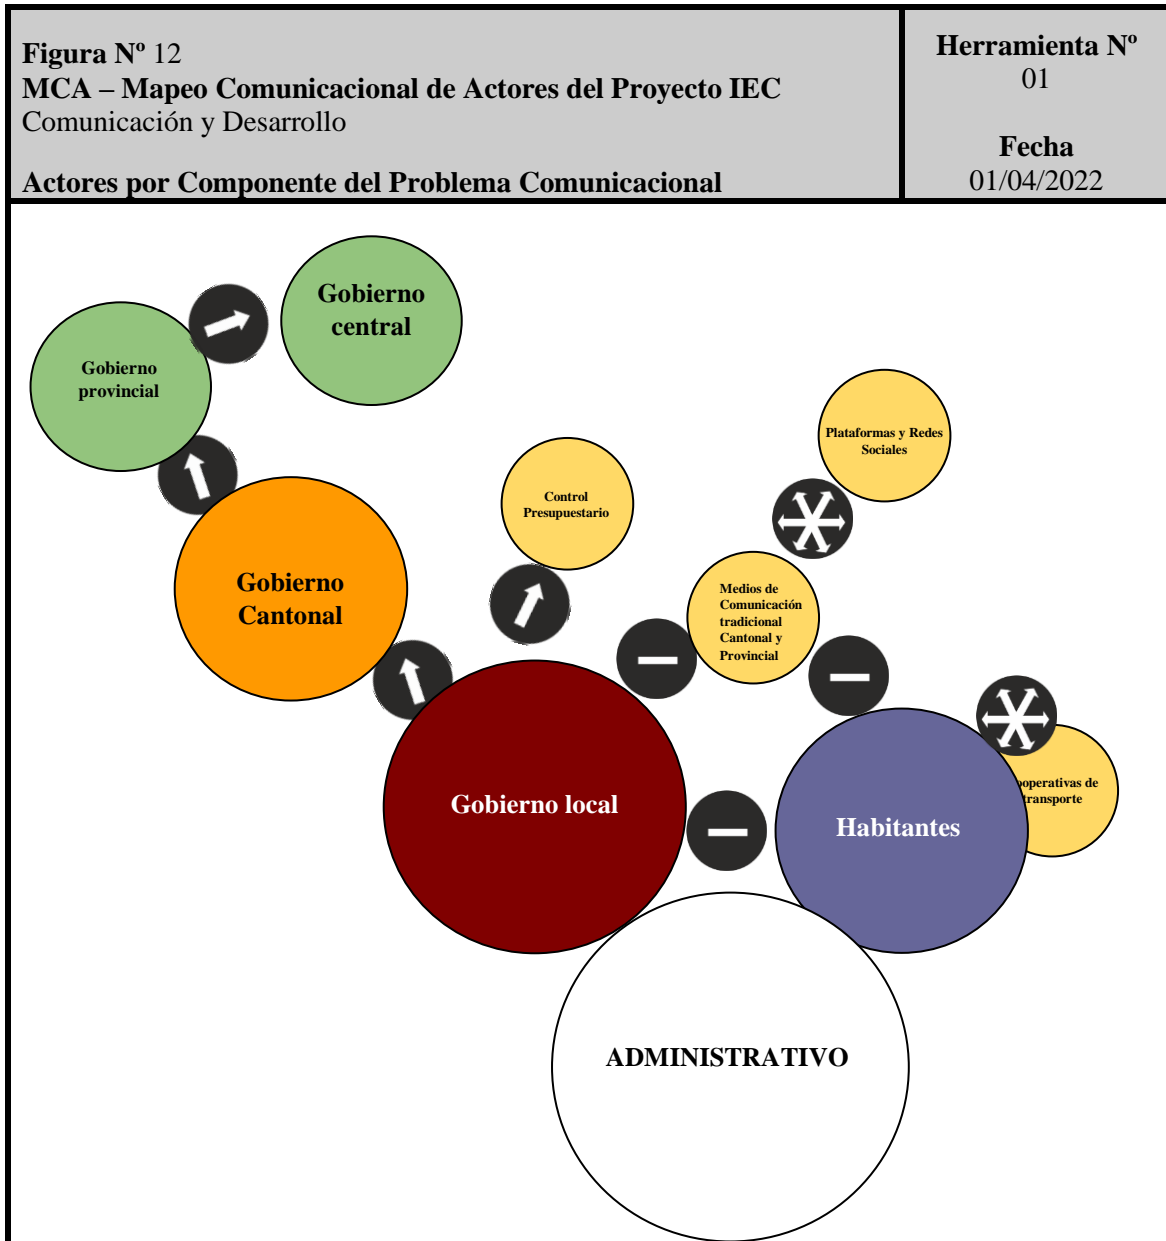 Figura Nº 12
MCA – Mapeo Comunicacional de Actores del Proyecto IEC
Comunicación y Desarrollo
Actores por Componente del Problema Comunicacional
Herramienta Nº
01
Fecha
01/04/2022
Gobierno
central
Gobierno
provincial
Plataformas y Redes
Sociales
Control
Presupuestario
Gobierno
Cantonal
Medios de
Comunicación
tradicional
Cantonal y
Provincial
ooperativas de
transporte
Gobierno local
Habitantes
ADMINISTRATIVO